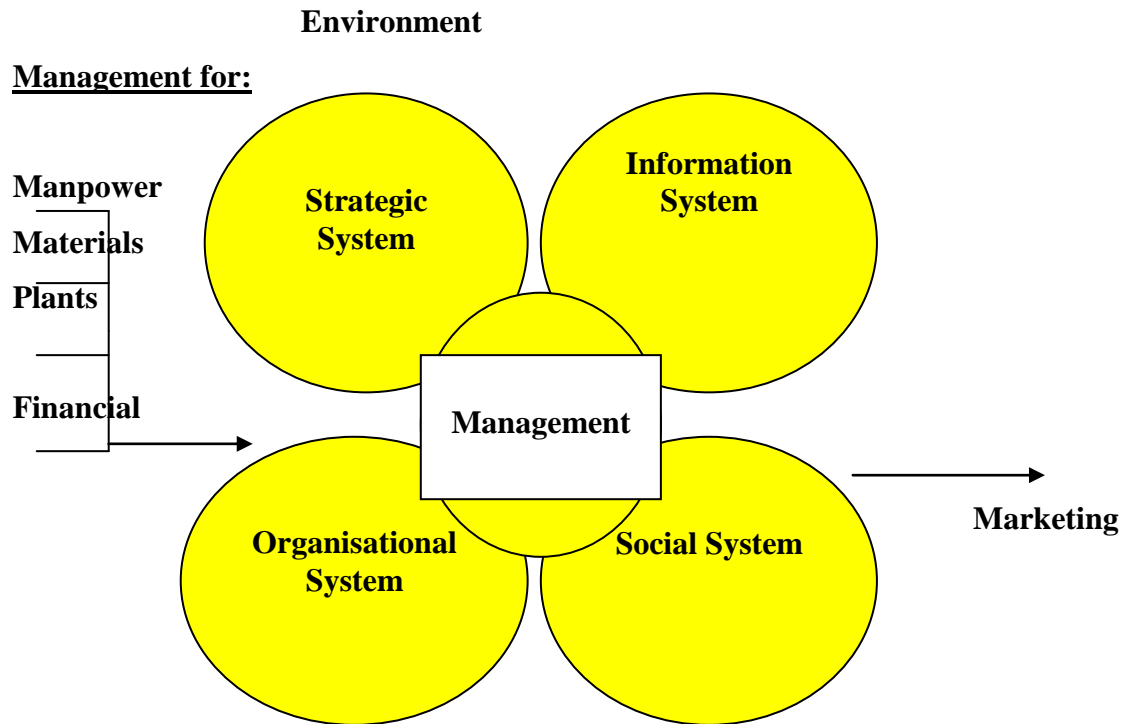 Environment
Management for:
Manpower
Materials
Plants
Financial
Strategic
System
Information
System
Management
Organisational
System
Social System
Marketing